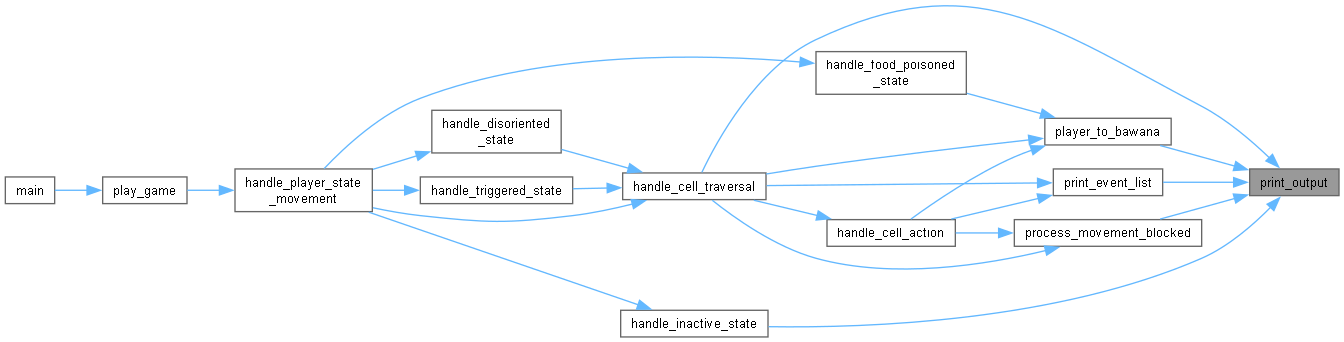 main
play_game
handle_player_state
_movement
handle_disoriented
_state
handle_triggered_state
handle_cell_traversal
handle_inactive_state
handle_food_poisoned
_state
handle_cell_action
player_to_bawana
print_event_list
process_movement_blocked
print_output